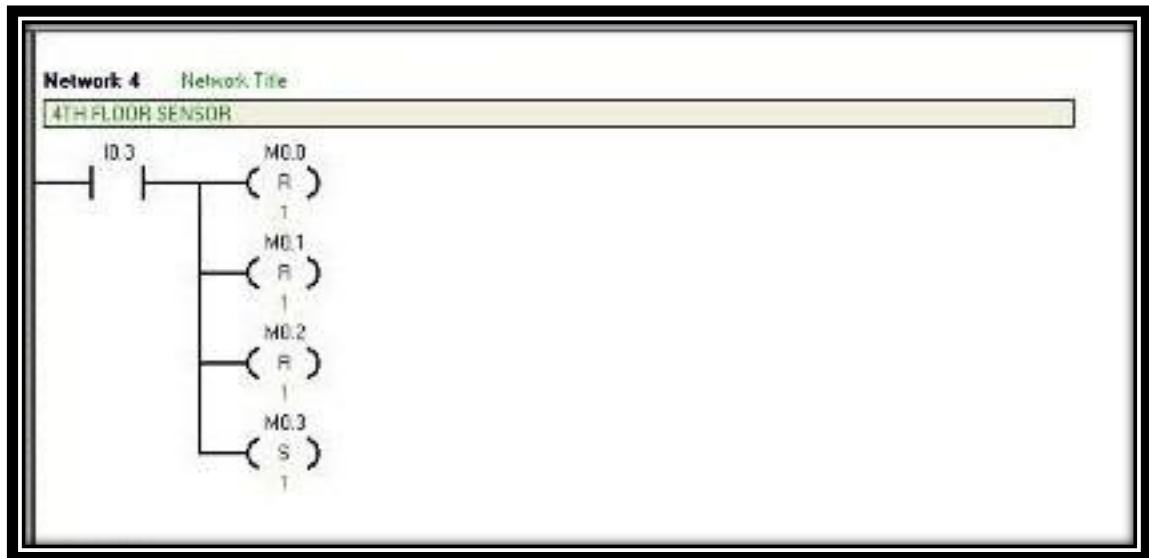 Network 4 Network Title
4TH FLOOR SENSOR
I0.3 M0.0
R
1
M0.1
R
1
M0.2
R
1
M0.3
S
1